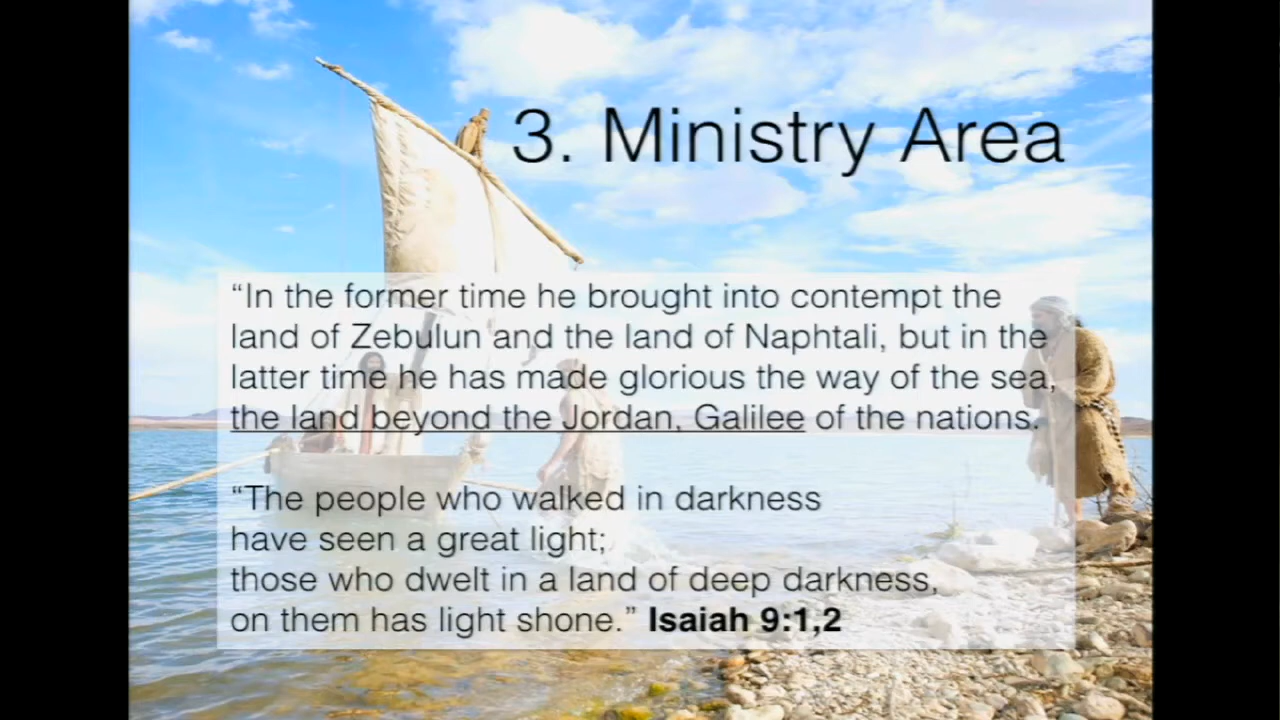 3. Ministry Area
“In the former time he brought into contempt the
land of Zebulun and the land of Naphtali, but in the
latter time he has made glorious the way of the sea,
the land beyond the Jordan, Galilee of the nations.
“The people who walked in darkness
have seen a great light;
those who dwelt in a land of deep darkness,
on them has light shone.” Isaiah 9:1,2